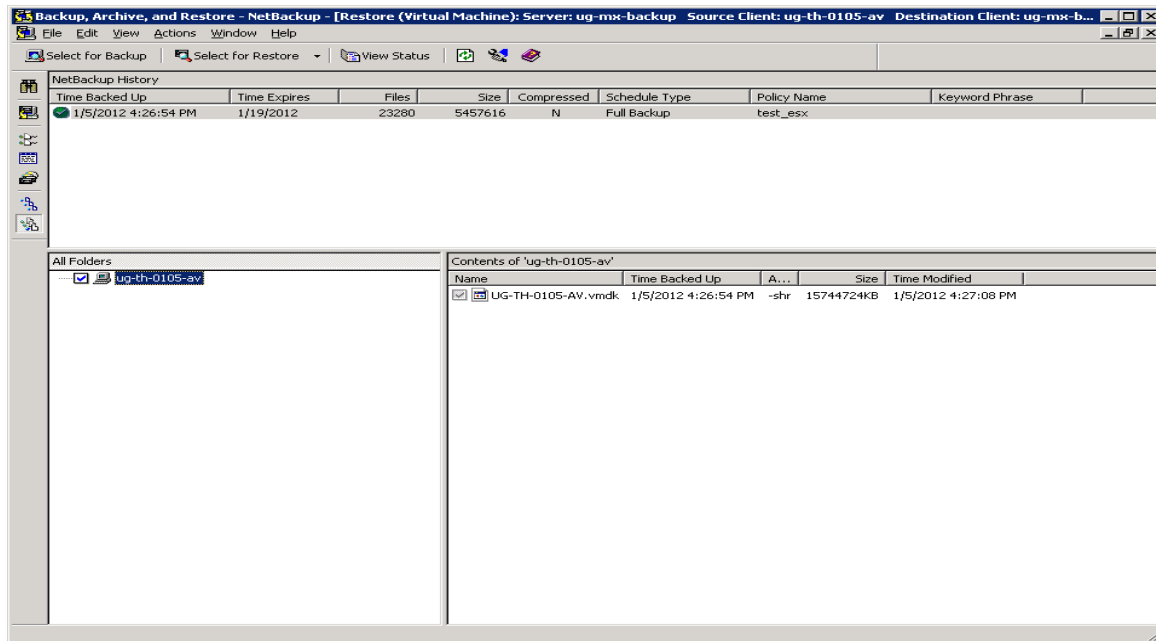 Backup, Archive, and Restore - NetBackup - [Restore (Virtual Machine): Server: ug-mx-backup Source Client: ug-th-0105-av Destination Client: ug-mx-b...
File Edit View Actions Window Help
Select for Backup Select for Restore View Status
NetBackup History
Time Backed Up Time Expires Files Size Compressed Schedule Type Policy Name Keyword Phrase
1/5/2012 4:26:54 PM 1/19/2012 23280 5457616 N Full Backup test_esx
All Folders Contents of 'ug-th-0105-av'
ug-th-0105-av Name Time Backed Up A... Size Time Modified
UG-TH-0105-AV.vmdk 1/5/2012 4:26:54 PM -shr 15744724KB 1/5/2012 4:27:08 PM